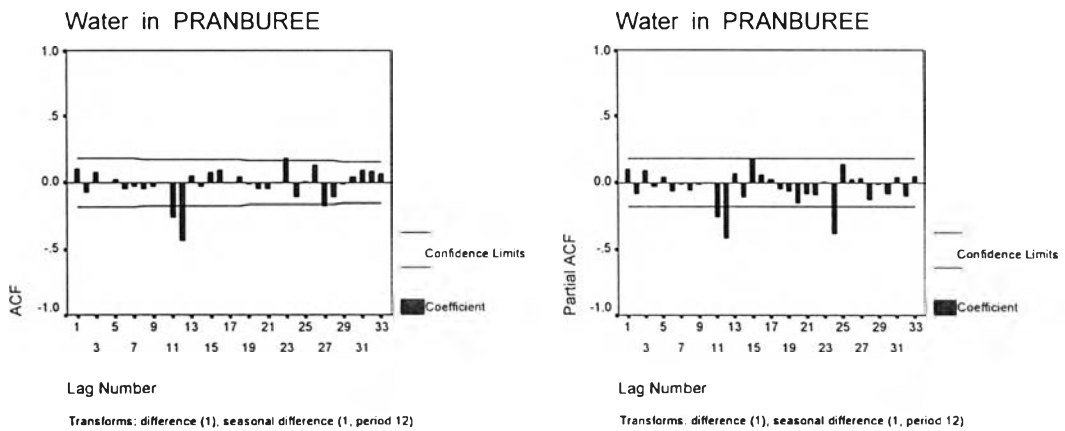 Water in PRANBUREE
1.0
.5
0.0
-.5
-1.0
ACF
1 5 9 13 17 21 25 29 33
3 7 11 15 19 23 27 31
Confidence Limits
Coefficient
Lag Number
Transforms: difference (1), seasonal difference (1, period 12)
Water in PRANBUREE
1.0
.5
0.0
-.5
-1.0
Partial ACF
1 5 9 13 17 21 25 29 33
3 7 11 15 19 23 27 31
Confidence Limits
Coefficient
Lag Number
Transforms. difference (1), seasonal difference (1, period 12)